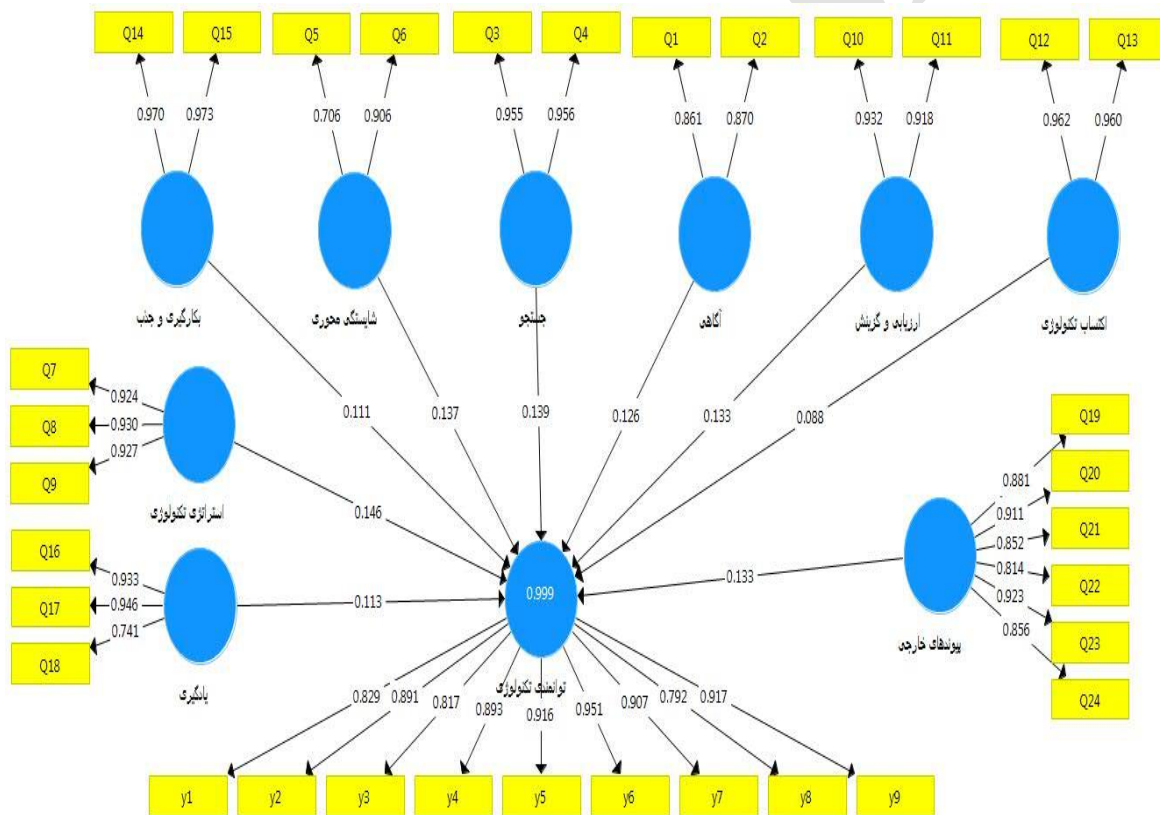 Q14 Q15 Q5 Q6 Q3 Q4 Q1 Q2 Q10 Q11 Q12 Q13
0.970 0.973 0.706 0.906 0.955 0.956 0.861 0.870 0.932 0.918 0.962 0.960
بکارگیری و جذب
شایستگی محوری
جستجو
آگاهی
ارزیابی و گزینش
اکتساب تکنولوژی
0.111 0.137 0.139 0.126 0.133 0.088
Q7
0.924
Q8
0.930
Q9
0.927
استراتژی تکنولوژی
0.146
Q16
0.933
Q17
0.946
Q18
0.741
یادگیری
0.113
0.999
توانمندی تکنولوژی
0.133
Q19
0.881
Q20
0.911
Q21
0.852
Q22
0.814
Q23
0.923
Q24
0.856
پیوندهای خارجی
0.829 0.891 0.817 0.893 0.916 0.951 0.907 0.792 0.917
y1 y2 y3 y4 y5 y6 y7 y8 y9